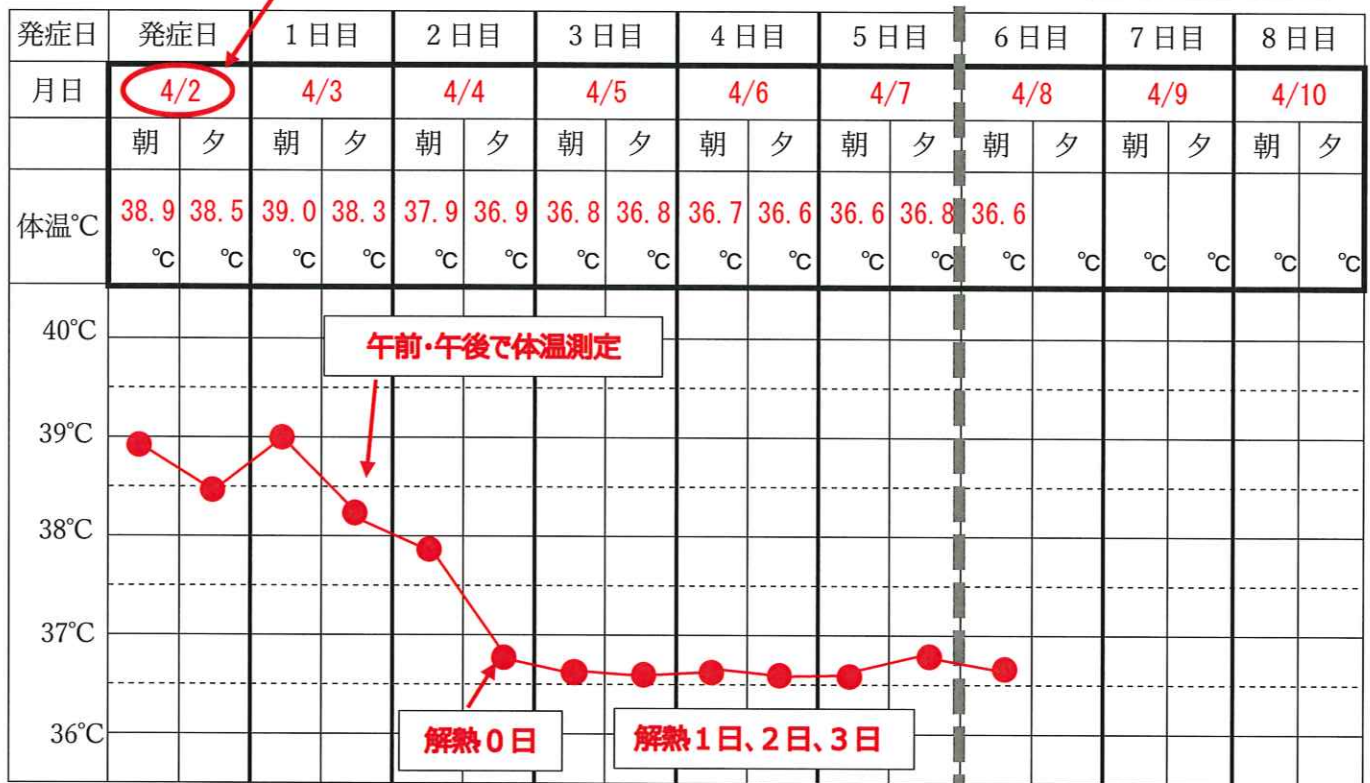 発症日 発症日 1日目 2日目 3日目 4日目 5日目 6日目 7日目 8日目
月日 4/2 4/3 4/4 4/5 4/6 4/7 4/8 4/9 4/10
朝 夕 朝 夕 朝 夕 朝 夕 朝 夕 朝 夕 朝 夕 朝 夕 朝 夕
体温℃ 38.9 38.5 39.0 38.3 37.9 36.9 36.8 36.8 36.7 36.6 36.6 36.8 36.6
℃ ℃ ℃ ℃ ℃ ℃ ℃ ℃ ℃ ℃ ℃ ℃ ℃ ℃ ℃ ℃ ℃ ℃
40℃
午前・午後で体温測定
39℃
38℃
37℃
解熱0日 解熱1日、2日、3日
36℃